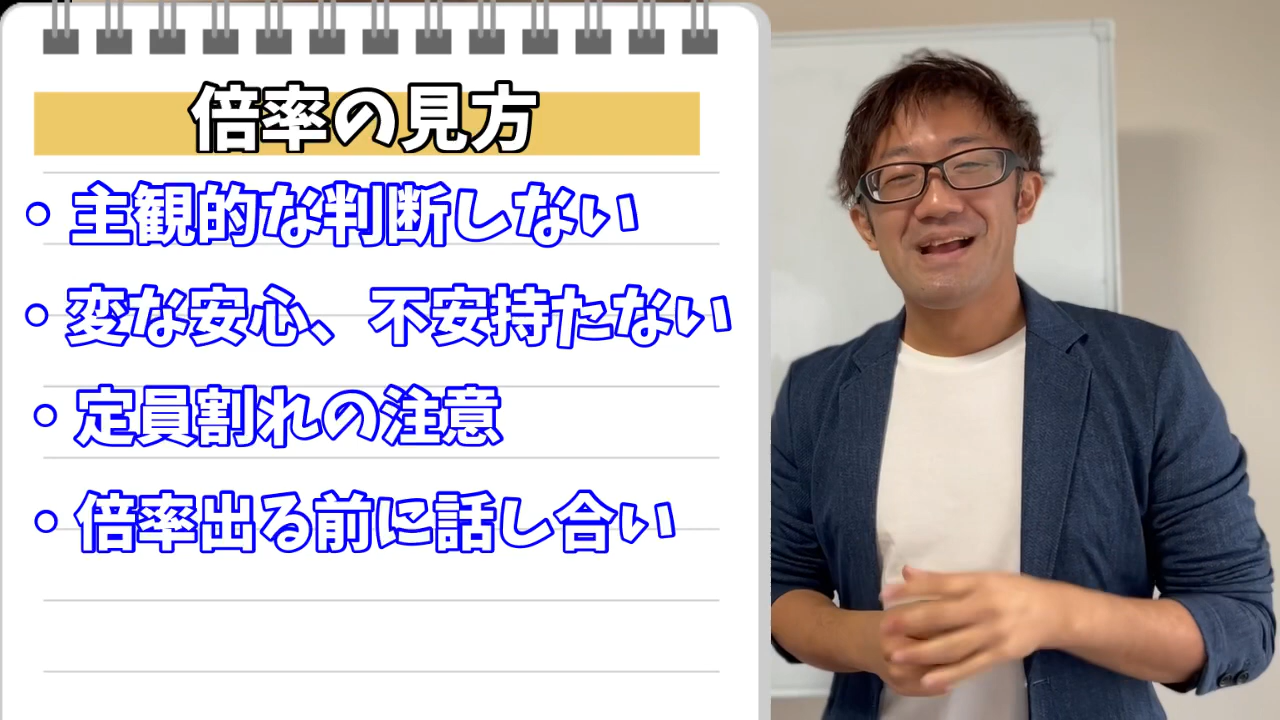 倍率の見方
・主観的な判断しない
・変な安心、不安持たない
・定員割れの注意
・倍率出る前に話し合い